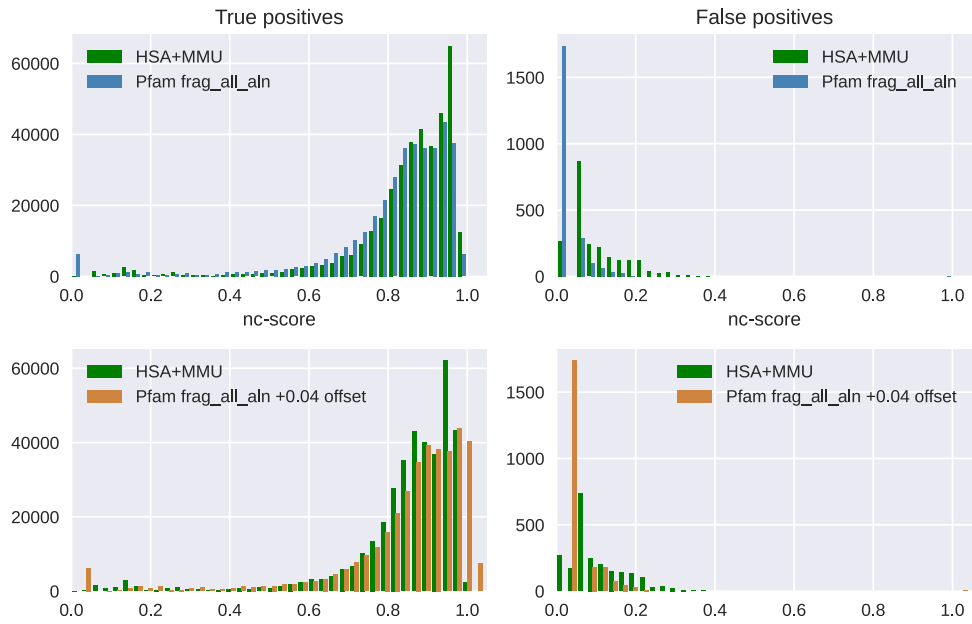 True positives
HSA+MMU
Pfam frag_all_aln
60000
40000
20000
0
0.0 0.2 0.4 0.6 0.8 1.0
nc-score
False positives
HSA+MMU
Pfam frag_all_aln
1500
1000
500
0
0.0 0.2 0.4 0.6 0.8 1.0
nc-score
HSA+MMU
Pfam frag_all_aln +0.04 offset
60000
40000
20000
0
0.0 0.2 0.4 0.6 0.8 1.0
HSA+MMU
Pfam frag_all_aln +0.04 offset
1500
1000
500
0
0.0 0.2 0.4 0.6 0.8 1.0